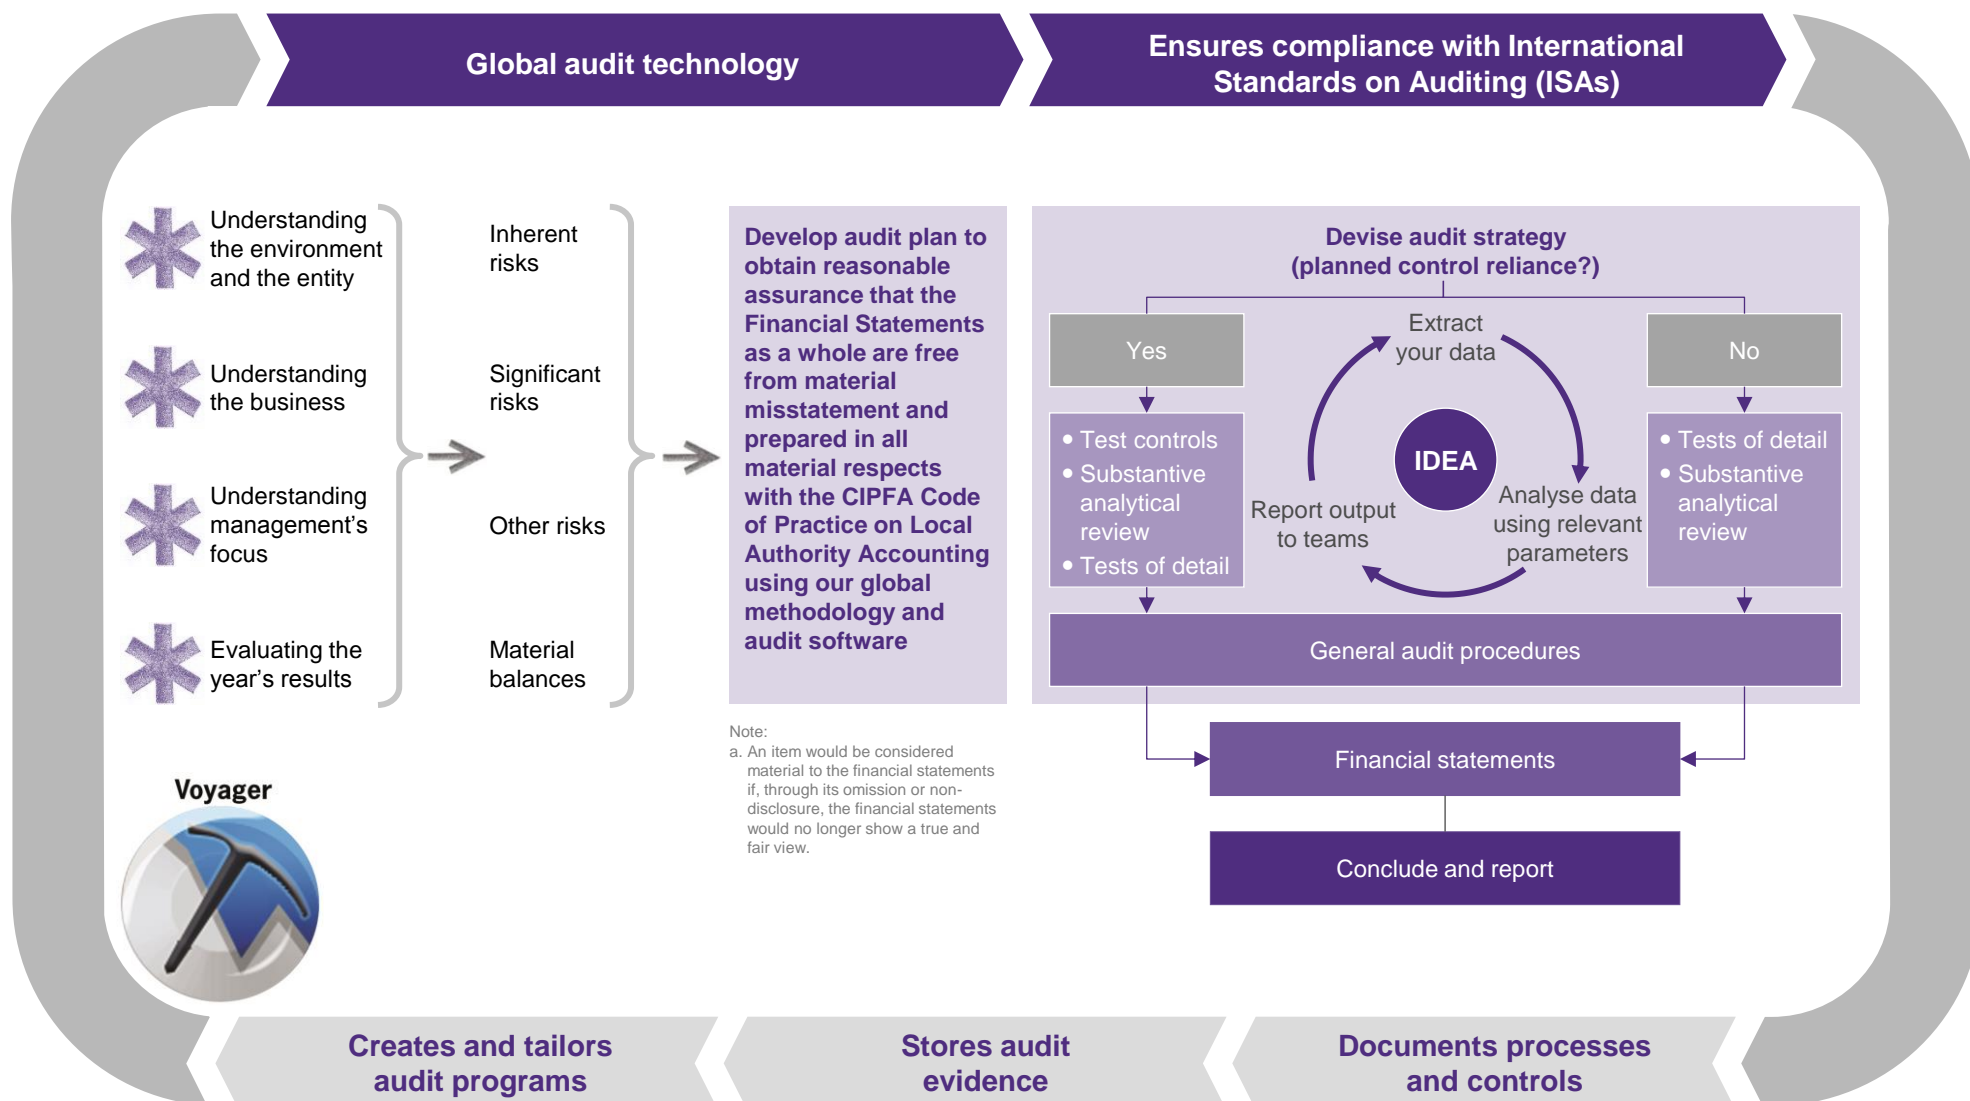 Global audit technology
Ensures compliance with International
Standards on Auditing (ISAs)
Understanding
the environment
and the entity
Understanding
the business
Understanding
management's
focus
Evaluating the
year's results
Inherent
risks
Significant
risks
Other risks
Material
balances
Develop audit plan to
obtain reasonable
assurance that the
Financial Statements
as a whole are free
from material
misstatement and
prepared in all
material respects
with the CIPFA Code
of Practice on Local
Authority Accounting
using our global
methodology and
audit software
Note:
a. An item would be considered
material to the financial statements
if, through its omission or non-
disclosure, the financial statements
would no longer show a true and
fair view.
Devise audit strategy
(planned control reliance?)
Yes
• Test controls
• Substantive
analytical
review
• Tests of detail
Extract
your data
IDEA
Analyse data
using relevant
parameters
Report output
to teams
No
• Tests of detail
• Substantive
analytical
review
General audit procedures
Financial statements
Conclude and report
Voyager
Creates and tailors
audit programs
Stores audit
evidence
Documents processes
and controls